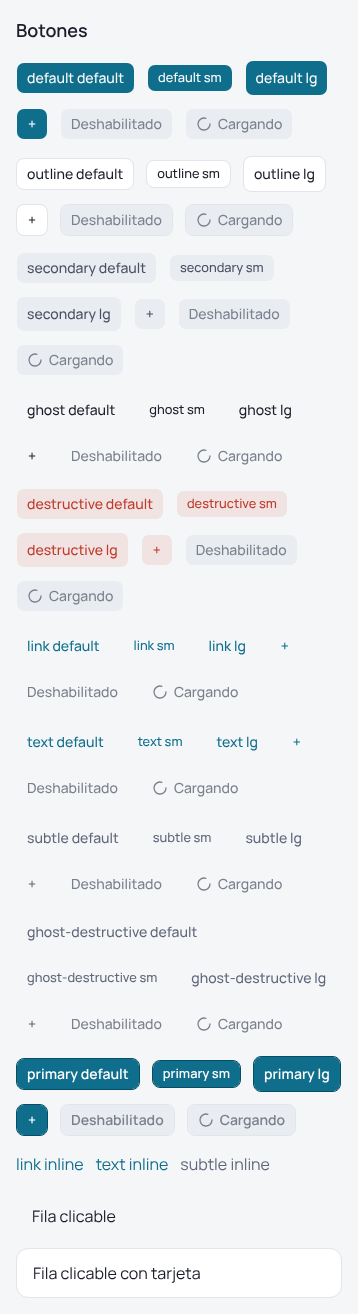 Botones
default default default sm default lg
+ Deshabilitado Cargando
outline default outline sm outline lg
+ Deshabilitado Cargando
secondary default secondary sm
secondary lg + Deshabilitado
Cargando
ghost default ghost sm ghost lg
+ Deshabilitado Cargando
destructive default destructive sm
destructive lg + Deshabilitado
Cargando
link default link sm link lg +
Deshabilitado Cargando
text default text sm text lg +
Deshabilitado Cargando
subtle default subtle sm subtle lg
+ Deshabilitado Cargando
ghost-destructive default
ghost-destructive sm ghost-destructive lg
+ Deshabilitado Cargando
primary default primary sm primary lg
+ Deshabilitado Cargando
link inline text inline subtle inline
Fila clicable
Fila clicable con tarjeta